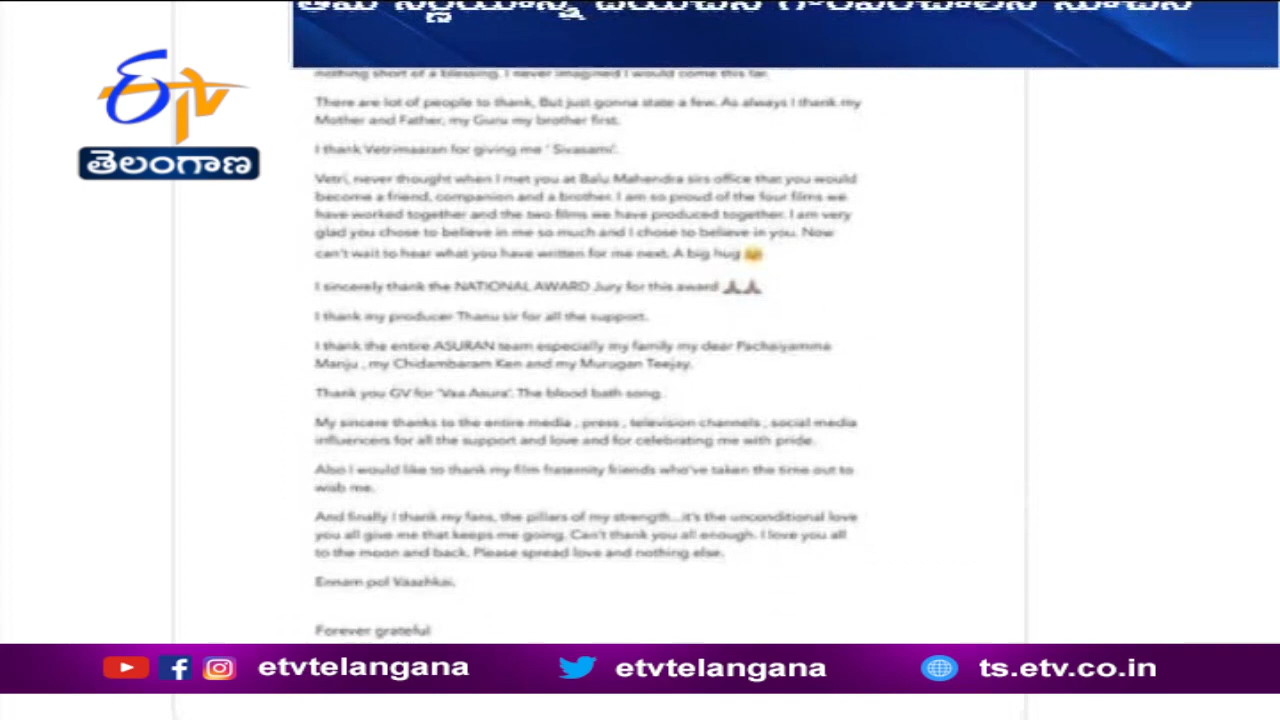 తమ నిర్ణయాన్ని దయచేసి గౌరవించాలని సూచన
ETV
తెలంగాణ
nothing short of a blessing. I never imagined I would come this far.
There are lot of people to thank, But just gonna state a few. As always I thank my
Mother and Father, my Guru my brother first.
I thank Vetrimaaran for giving me ' Sivasami'.
Vetri, never thought when I met you at Balu Mahendra sirs office that you would
become a friend, companion and a brother. I am so proud of the four films we
have worked together and the two films we have produced together. I am very
glad you chose to believe in me so much and I chose to believe in you. Now
can't wait to hear what you have written for me next. A big hug 🤗
I sincerely thank the NATIONAL AWARD Jury for this award 🙏🙏
I thank my producer Thanu sir for all the support.
I thank the entire ASURAN team especially my family my dear Pachaiyamma
Manju , my Chidambaram Ken and my Murugan Teejay.
Thank you GV for 'Vaa Asura'. The blood bath song .
My sincere thanks to the entire media , press , television channels , social media
influencers for all the support and love and for celebrating me with pride.
Also I would like to thank my film fraternity friends who've taken the time out to
wish me.
And finally I thank my fans, the pillars of my strength...it's the unconditional love
you all give me that keeps me going. Can't thank you all enough. I love you all
to the moon and back. Please spread love and nothing else.
Ennam pol Vaazhkai.
Forever grateful
etvtelangana etvtelangana ts.etv.co.in